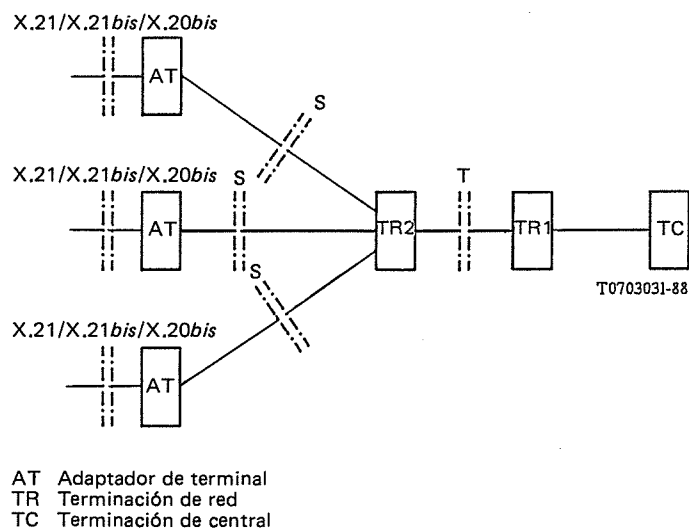 X.21/X.21bis/X.20bis
AT
S
X.21/X.21bis/X.20bis
S
T
AT
TR2
TR1
TC
T0703031-88
S
X.21/X.21bis/X.20bis
AT
AT Adaptador de terminal
TR Terminación de red
TC Terminación de central